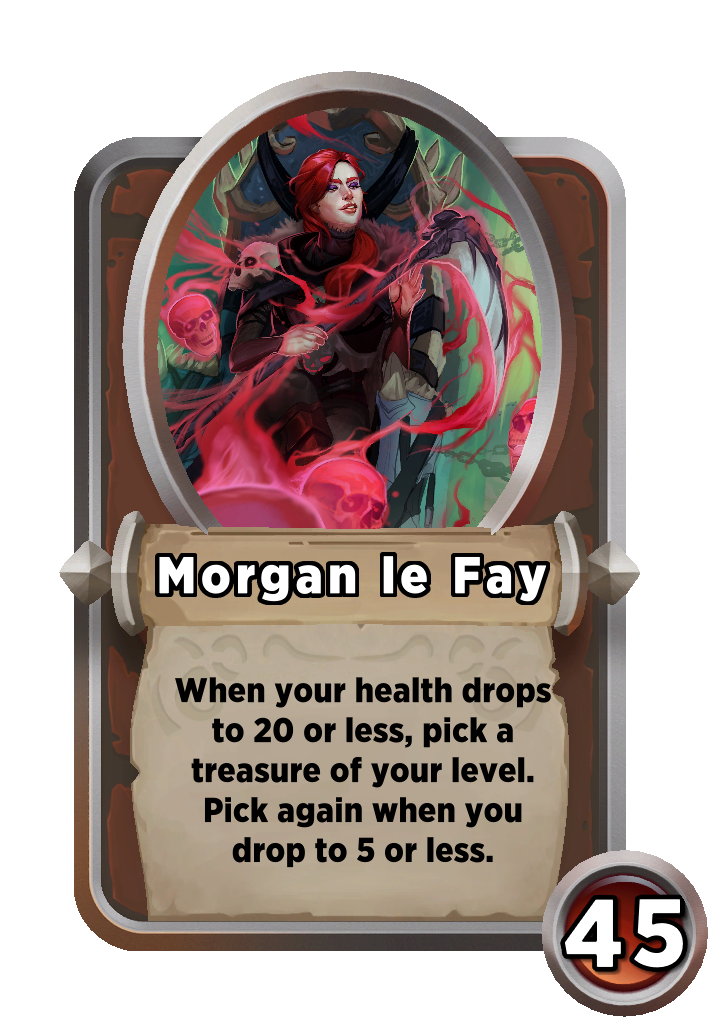 Morgan le Fay
When your health drops
to 20 or less, pick a
treasure of your level.
Pick again when you
drop to 5 or less.
45